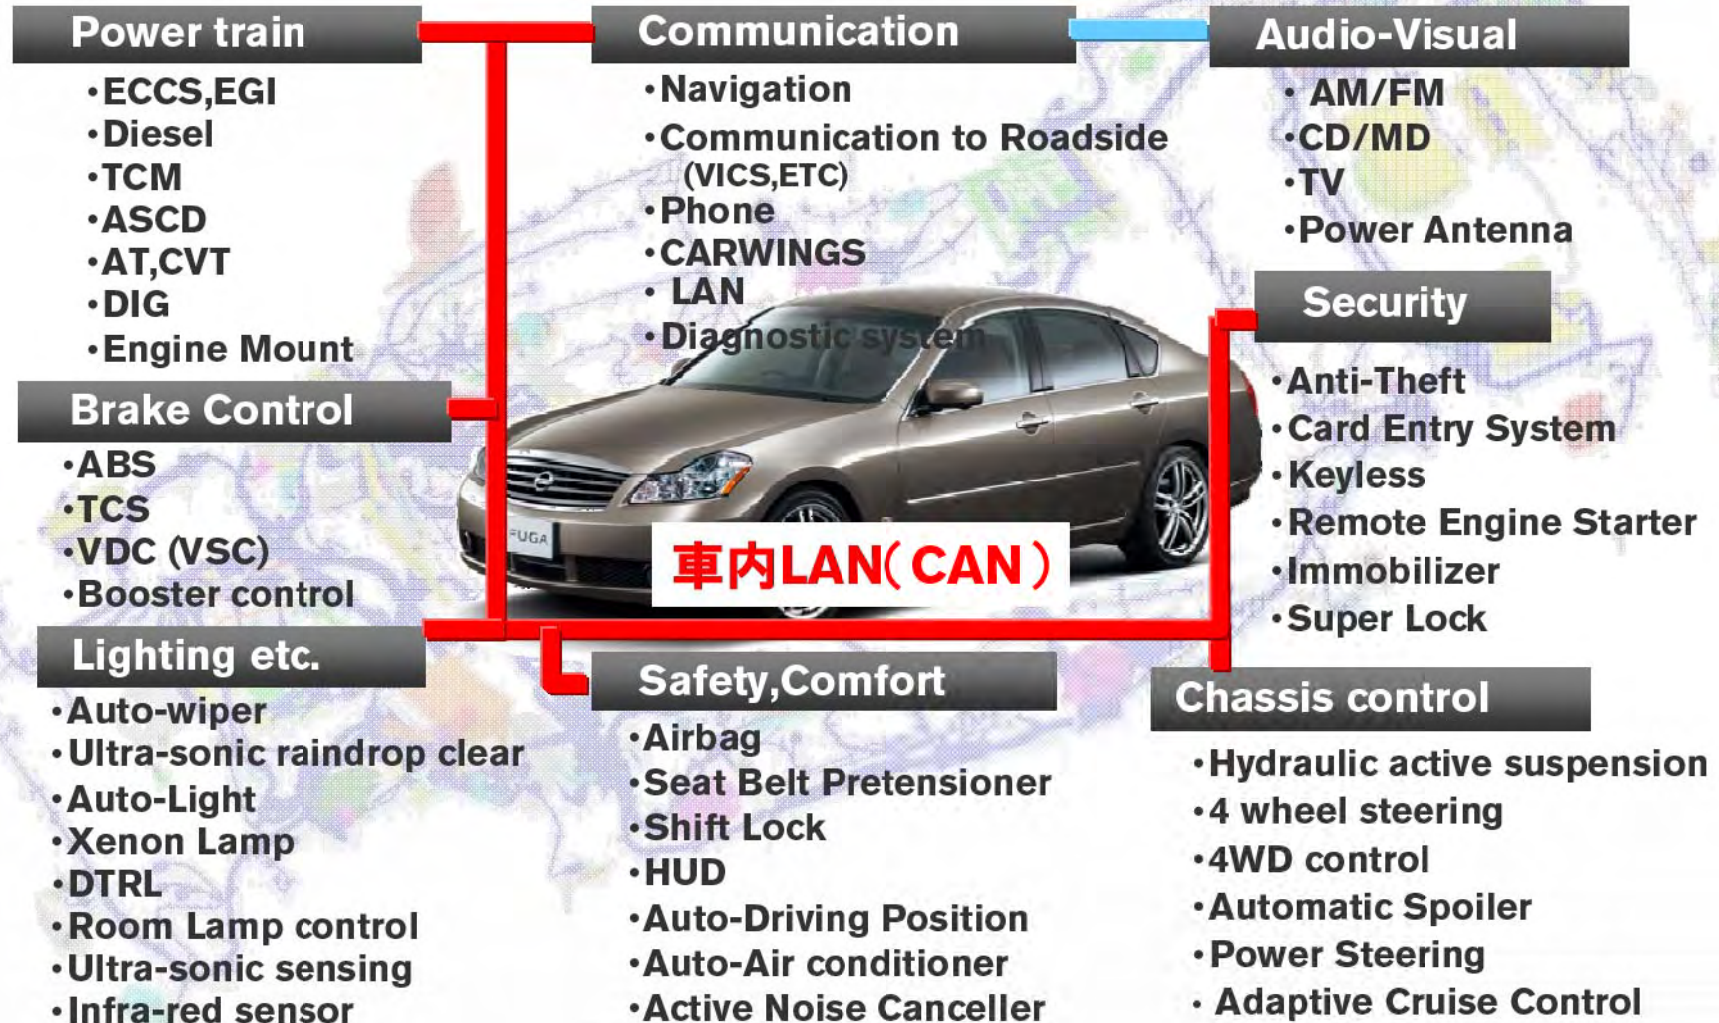 Power train
・ECCS,EGI
・Diesel
・TCM
・ASCD
・AT,CVT
・DIG
・Engine Mount
Brake Control
・ABS
・TCS
・VDC (VSC)
・Booster control
Lighting etc.
・Auto-wiper
・Ultra-sonic raindrop clear
・Auto-Light
・Xenon Lamp
・DTRL
・Room Lamp control
・Ultra-sonic sensing
・Infra-red sensor
Communication
・Navigation
・Communication to Roadside
(VICS,ETC)
・Phone
・CARWINGS
・ LAN
・Diagnostic system
FUGA
車内LAN( CAN )
Safety,Comfort
・Airbag
・Seat Belt Pretensioner
・Shift Lock
・HUD
・Auto-Driving Position
・Auto-Air conditioner
・Active Noise Canceller
Audio-Visual
・ AM/FM
・CD/MD
・TV
・Power Antenna
Security
・Anti-Theft
・Card Entry System
・Keyless
・Remote Engine Starter
・Immobilizer
・Super Lock
Chassis control
・Hydraulic active suspension
・4 wheel steering
・4WD control
・Automatic Spoiler
・Power Steering
・ Adaptive Cruise Control